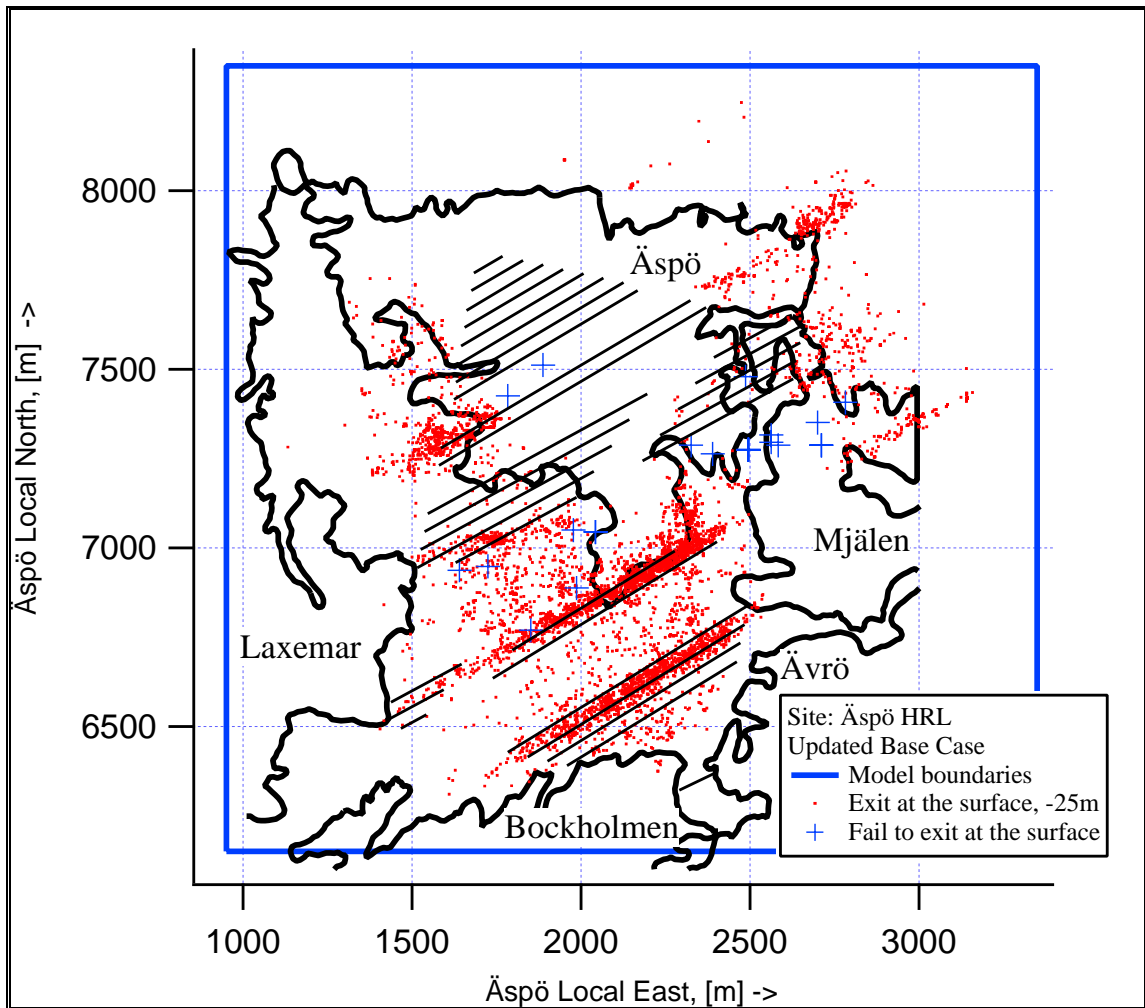 8000
7500
7000
6500
Äspö Local North, [m] ->
Äspö
Mjälen
Laxemar
Ävrö
Bockholmen
Site: Äspö HRL
Updated Base Case
Model boundaries
Exit at the surface, -25m
Fail to exit at the surface
1000 1500 2000 2500 3000
Äspö Local East, [m] ->